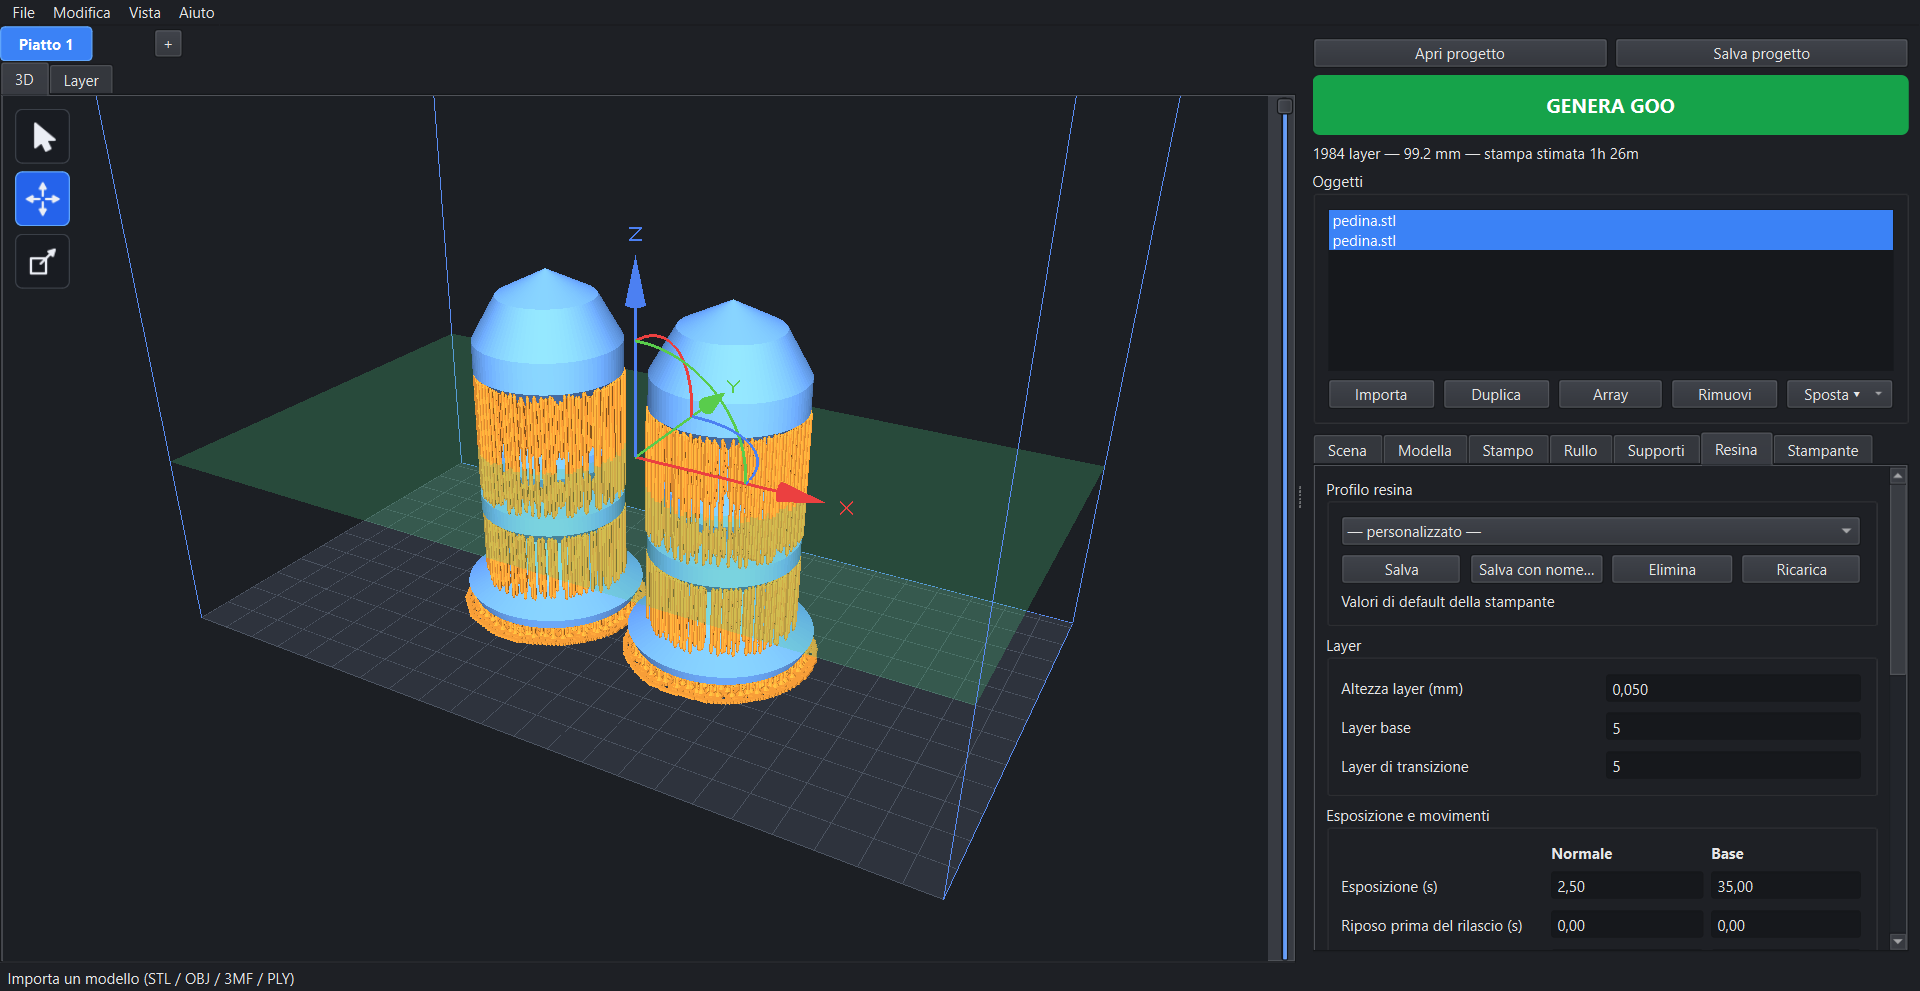 File Modifica Vista Aiuto
Piatto 1 +
3D Layer
Z
Y
X
Apri progetto Salva progetto
GENERA GOO
1984 layer — 99.2 mm — stampa stimata 1h 26m
Oggetti
pedina.stl
pedina.stl
Importa Duplica Array Rimuovi Sposta ▾
Scena Modella Stampo Rullo Supporti Resina Stampante
Profilo resina
— personalizzato —
Salva Salva con nome... Elimina Ricarica
Valori di default della stampante
Layer
Altezza layer (mm) 0,050
Layer base 5
Layer di transizione 5
Esposizione e movimenti
Normale Base
Esposizione (s) 2,50 35,00
Riposo prima del rilascio (s) 0,00 0,00
Importa un modello (STL / OBJ / 3MF / PLY)